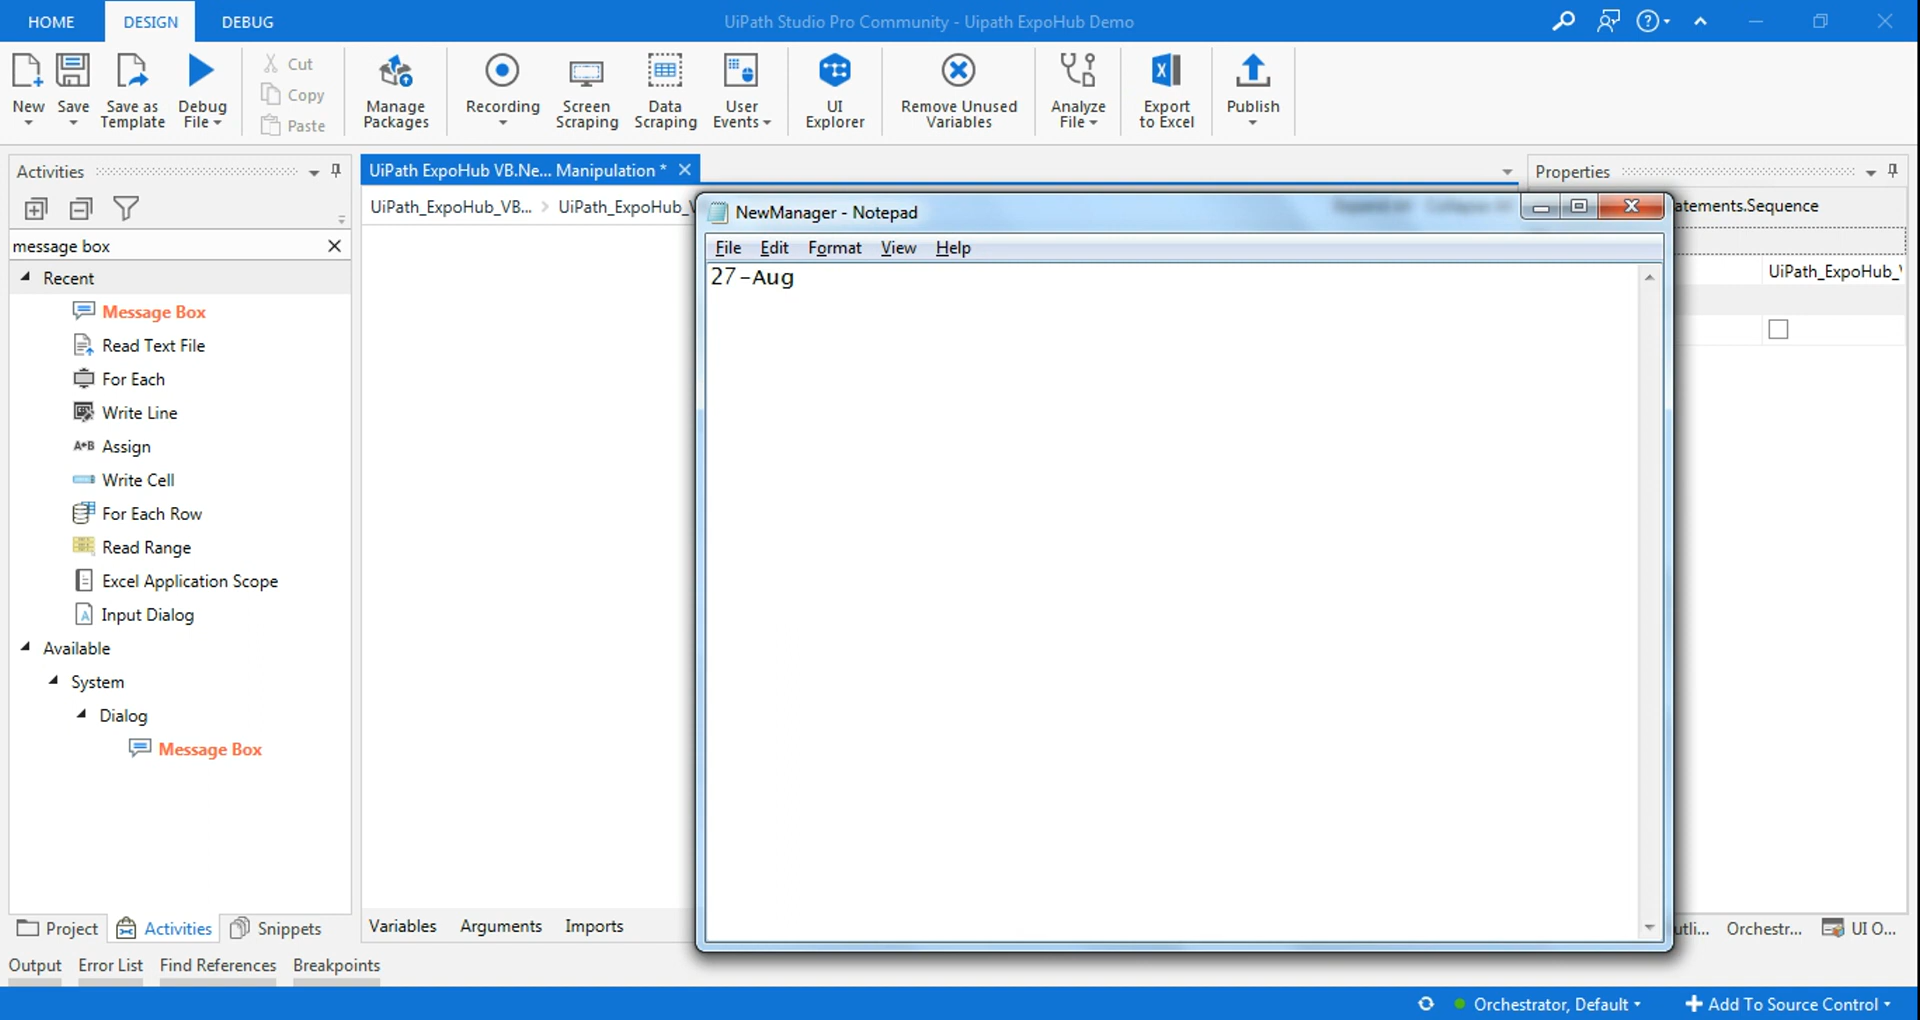 HOME
DESIGN
DEBUG
UiPath Studio Pro Community - Uipath ExpoHub Demo
New
Save
Save as Template
Debug File
Cut
Copy
Paste
Manage Packages
Recording
Screen Scraping
Data Scraping
User Events
UI Explorer
Remove Unused Variables
Analyze File
Export to Excel
Publish
Activities
UiPath ExpoHub VB.Ne... Manipulation *
Properties
UiPath_ExpoHub_VB...
UiPath_ExpoHub_V
NewManager - Notepad
atements.Sequence
message box
File Edit Format View Help
27-Aug
UiPath_ExpoHub_
Recent
Message Box
Read Text File
For Each
Write Line
A+B Assign
Write Cell
For Each Row
Read Range
Excel Application Scope
Input Dialog
Available
System
Dialog
Message Box
Project
Activities
Snippets
Variables
Arguments
Imports
utli...
Orchestr...
UI O...
Output
Error List
Find References
Breakpoints
Orchestrator, Default
Add To Source Control